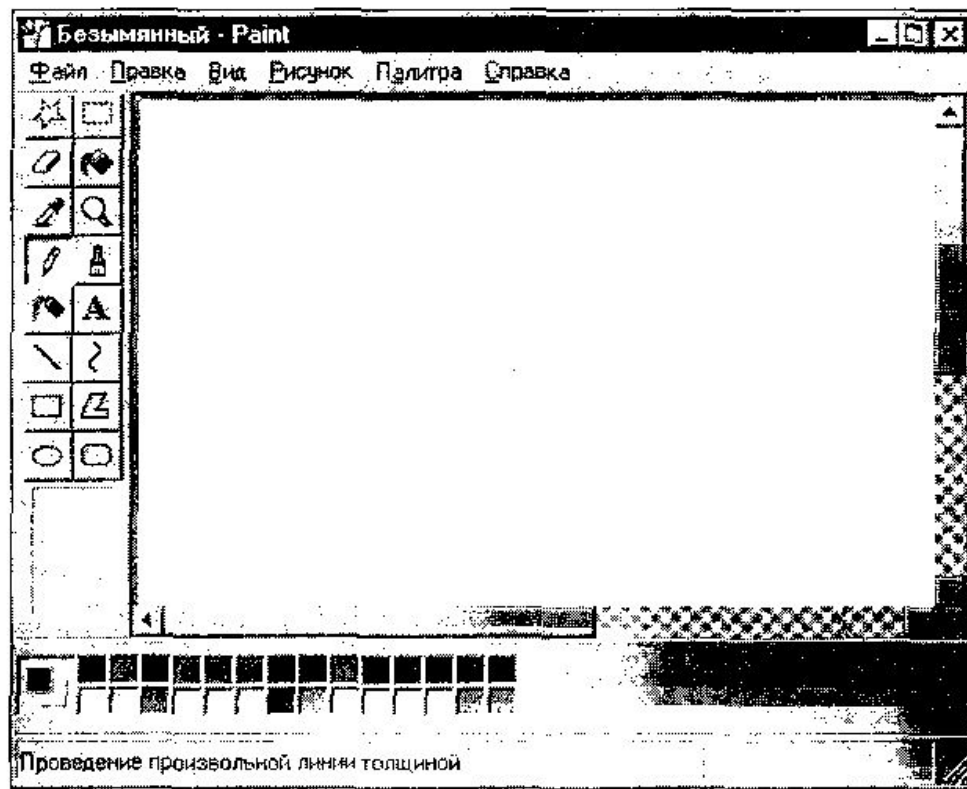 Безымянный - Paint
Файл Правка Вид Рисунок Палитра Справка
A
Проведение произвольной линии толщиной